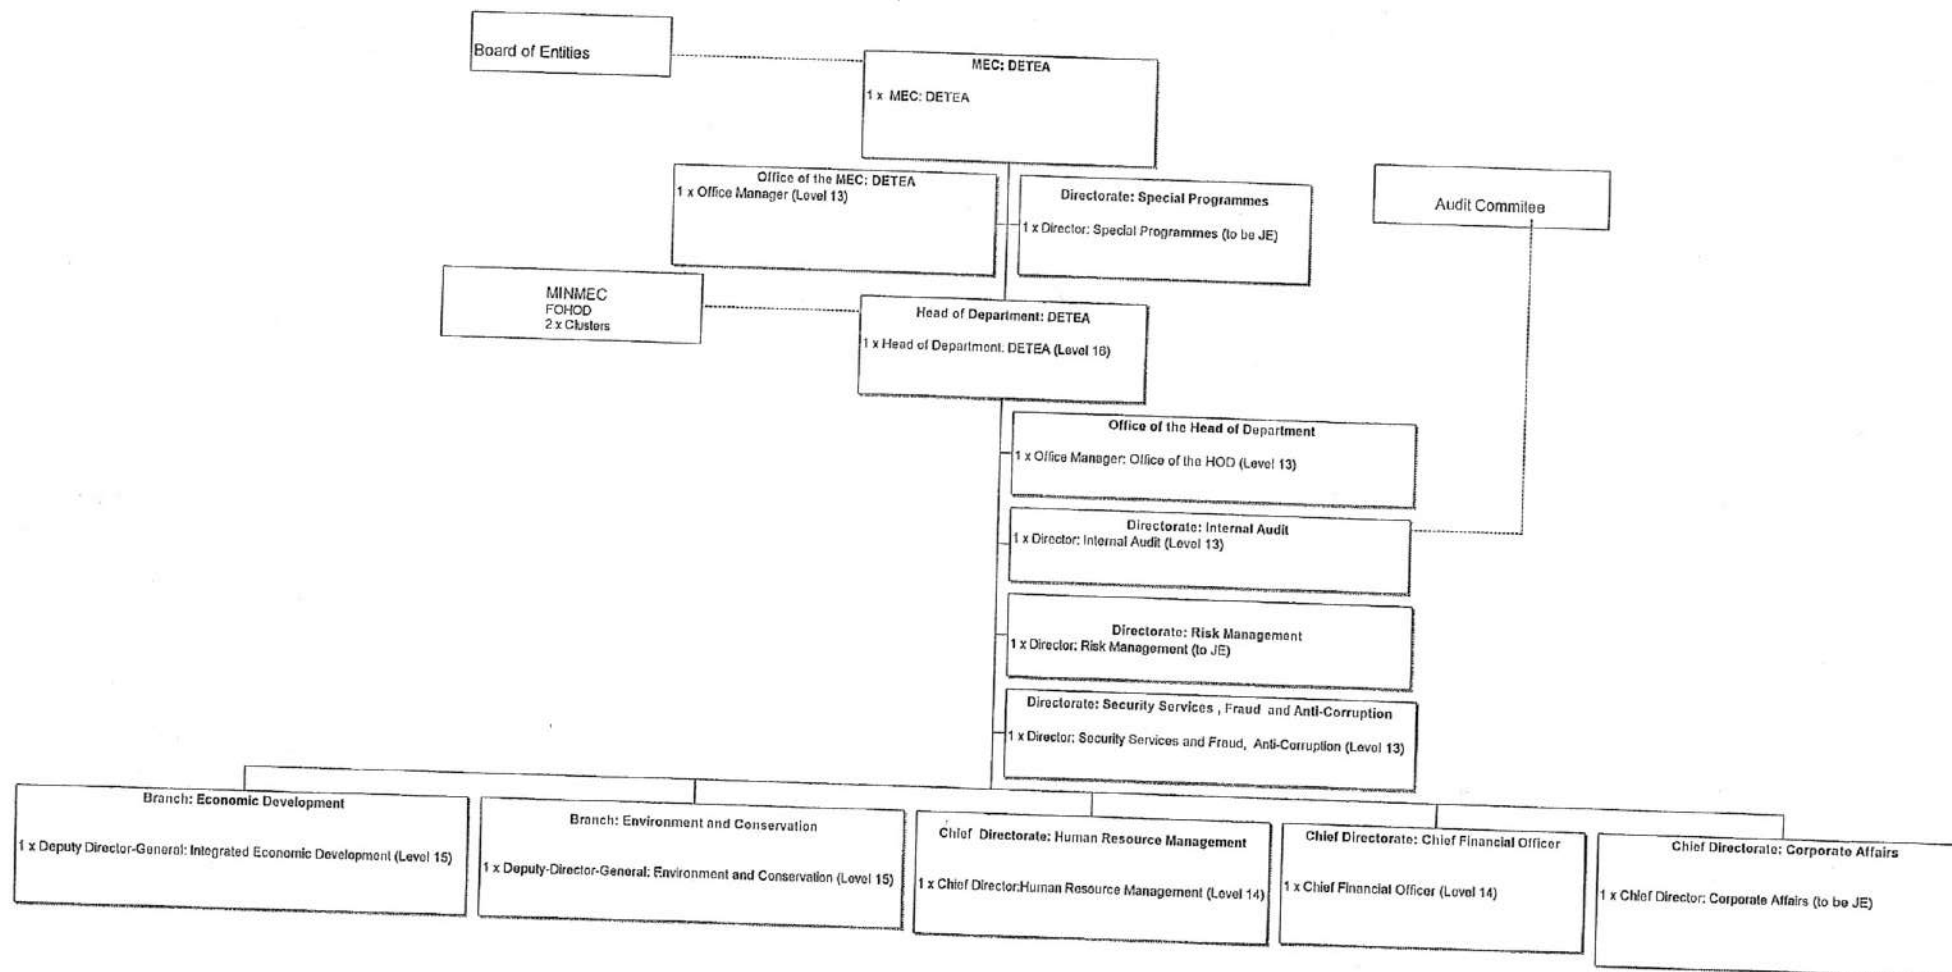 Board of Entities
MEC: DETEA
1 x MEC: DETEA
Office of the MEC: DETEA
1 x Office Manager (Level 13)
Directorate: Special Programmes
1 x Director: Special Programmes (to be JE)
Audit Commitee
MINMEC
FOHOD
2 x Clusters
Head of Department: DETEA
1 x Head of Department: DETEA (Level 16)
Office of the Head of Department
1 x Office Manager: Office of the HOD (Level 13)
Directorate: Internal Audit
1 x Director: Internal Audit (Level 13)
Directorate: Risk Management
1 x Director: Risk Management (to JE)
Directorate: Security Services , Fraud and Anti-Corruption
1 x Director: Security Services and Fraud, Anti-Corruption (Level 13)
Branch: Economic Development
1 x Deputy Director-General: Integrated Economic Development (Level 15)
Branch: Environment and Conservation
1 x Deputy-Director-General: Environment and Conservation (Level 15)
Chief Directorate: Human Resource Management
1 x Chief Director:Human Resource Management (Level 14)
Chief Directorate: Chief Financial Officer
1 x Chief Financial Officer (Level 14)
Chief Directorate: Corporate Affairs
1 x Chief Director: Corporate Affairs (to be JE)